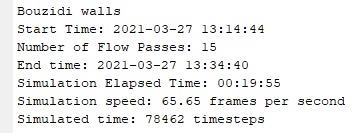 Bouzidi walls
Start Time: 2021-03-27 13:14:44
Number of Flow Passes: 15
End time: 2021-03-27 13:34:40
Simulation Elapsed Time: 00:19:55
Simulation speed: 65.65 frames per second
Simulated time: 78462 timesteps